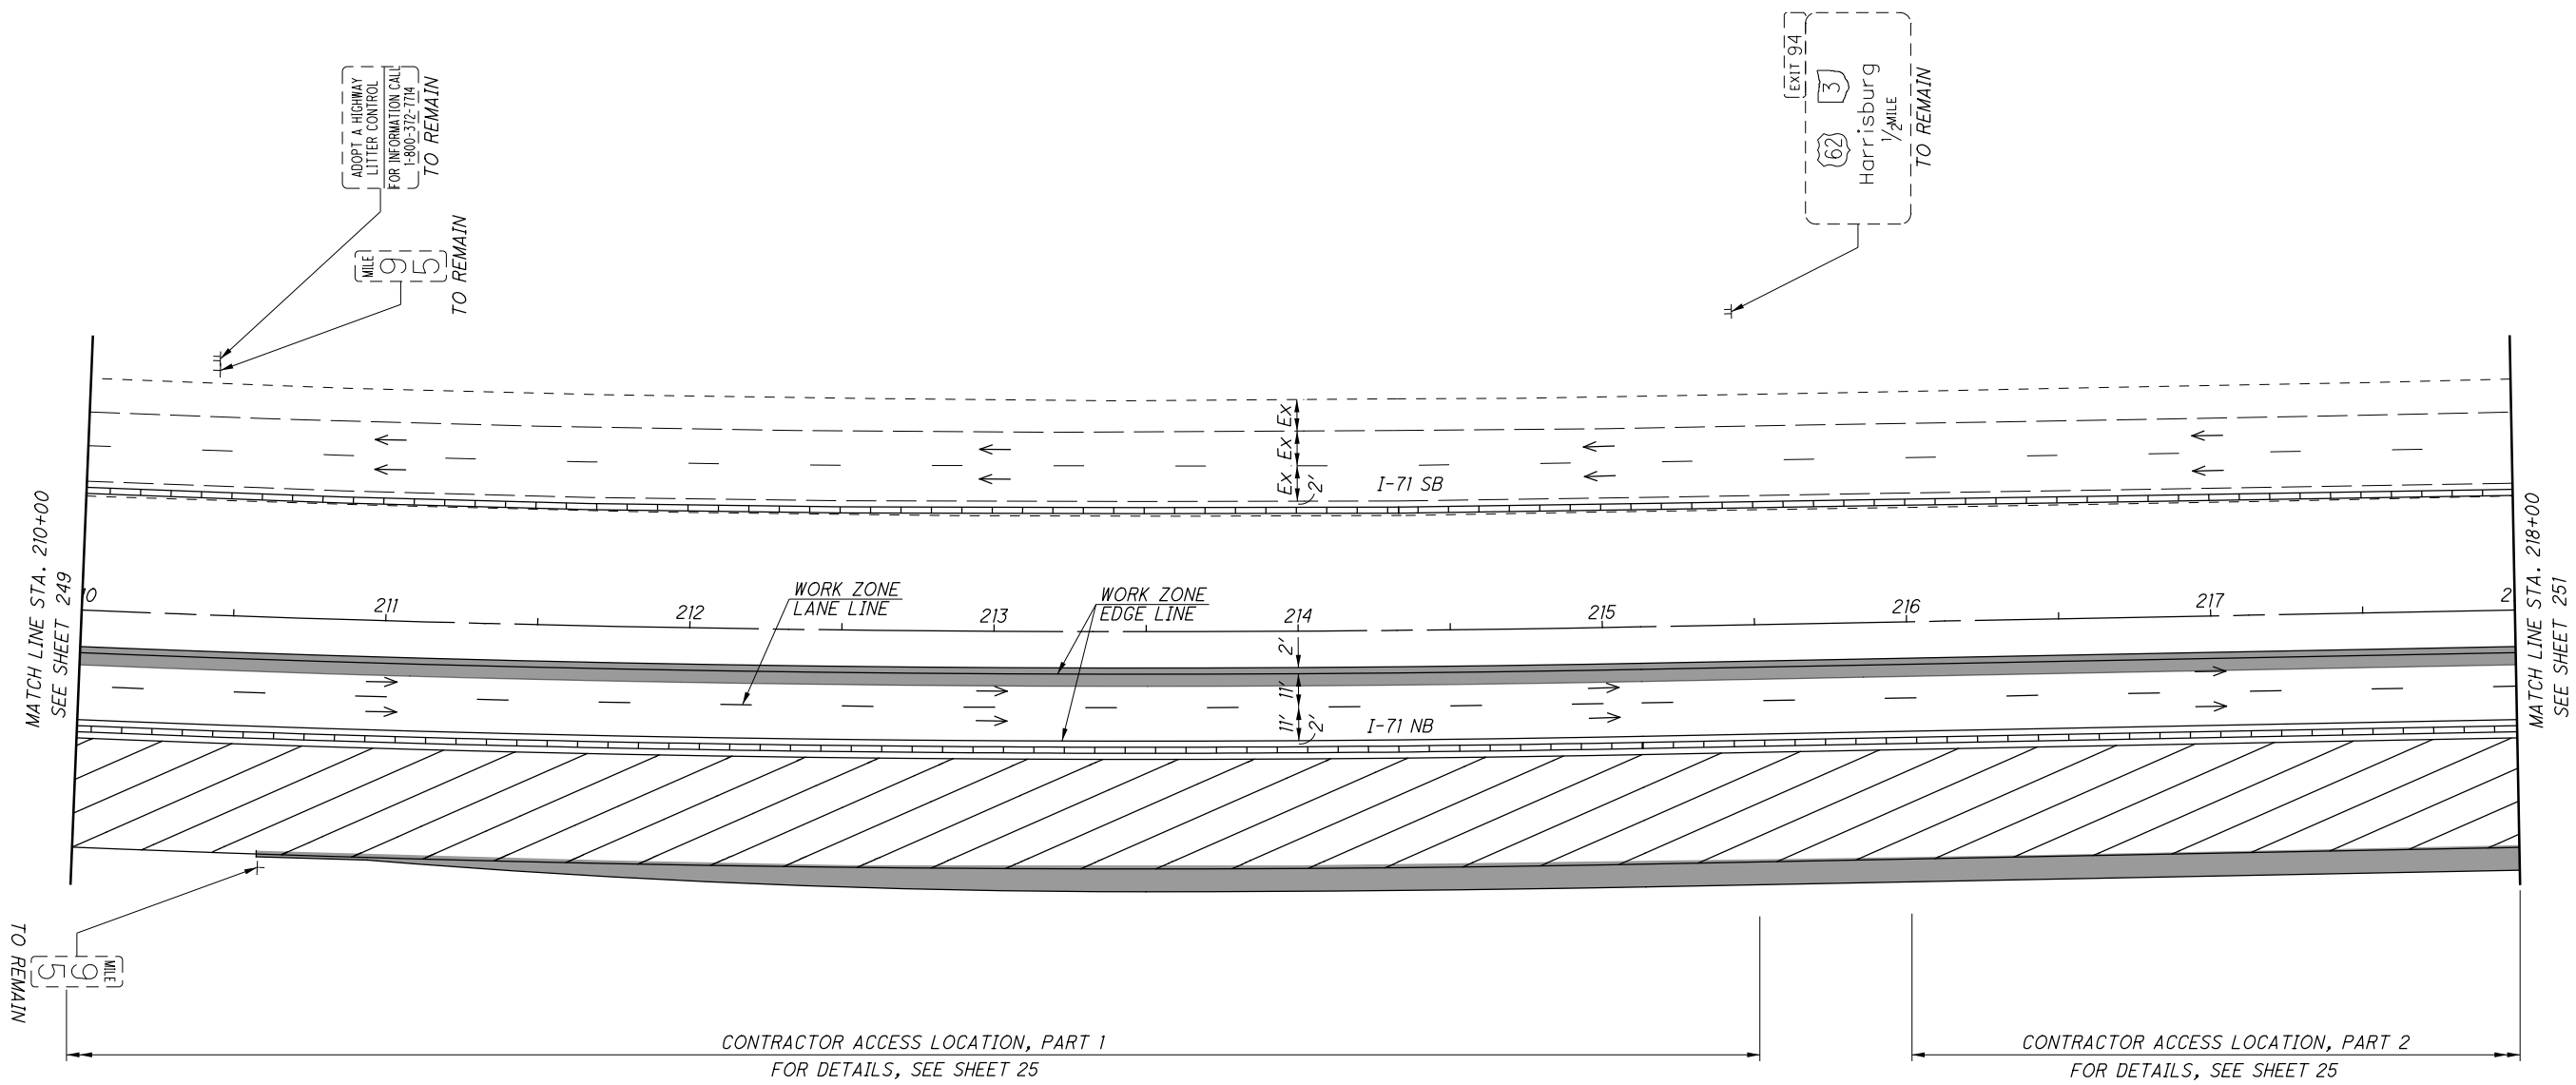 ADOPT A HIGHWAY
LITTER CONTROL
FOR INFORMATION CALL
1-800-372-7714
TO REMAIN
MILE
9
5
TO REMAIN
EXIT 94
62 3
Harrisburg
1/2 MILE
TO REMAIN
EX
EX
EX
2'
I-71 SB
MATCH LINE STA. 210+00
SEE SHEET 249
MATCH LINE STA. 218+00
SEE SHEET 251
10
211
212
213
214
215
216
217
2
WORK ZONE
LANE LINE
WORK ZONE
EDGE LINE
2'
11'
11'
2'
I-71 NB
TO REMAIN
MILE
9
5
CONTRACTOR ACCESS LOCATION, PART 1
FOR DETAILS, SEE SHEET 25
CONTRACTOR ACCESS LOCATION, PART 2
FOR DETAILS, SEE SHEET 25